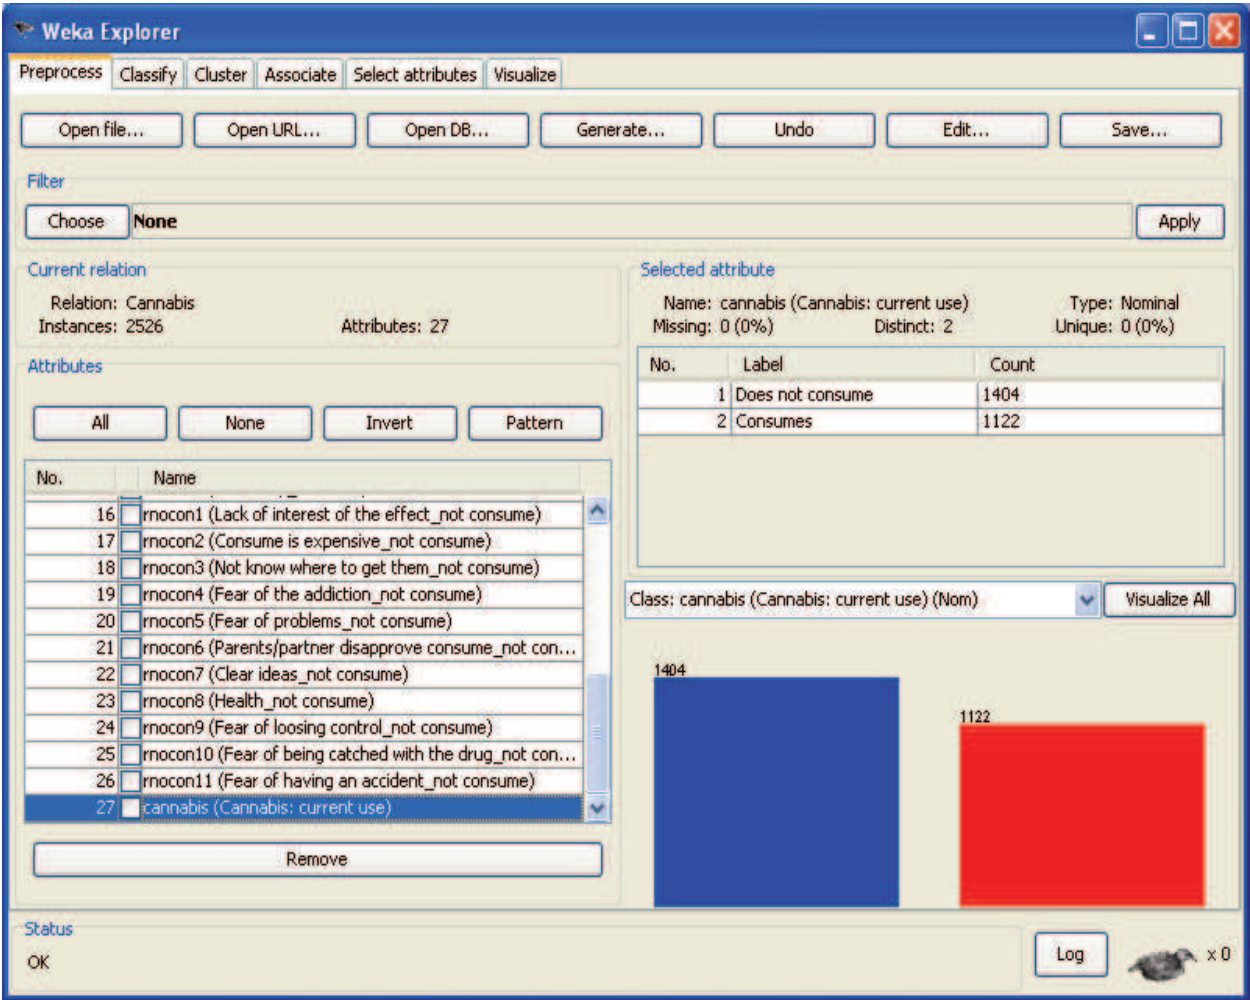 Weka Explorer
Preprocess Classify Cluster Associate Select attributes Visualize
Open file... Open URL... Open DB... Generate... Undo Edit... Save...
Filter
Choose None Apply
Current relation
Relation: Cannabis
Instances: 2526 Attributes: 27
Selected attribute
Name: cannabis (Cannabis: current use) Type: Nominal
Missing: 0 (0%) Distinct: 2 Unique: 0 (0%)
No. Label Count
1 Does not consume 1404
2 Consumes 1122
Attributes
All None Invert Pattern
No. Name
16 rnocon1 (Lack of interest of the effect_not consume)
17 rnocon2 (Consume is expensive_not consume)
18 rnocon3 (Not know where to get them_not consume)
19 rnocon4 (Fear of the addiction_not consume)
20 rnocon5 (Fear of problems_not consume)
21 rnocon6 (Parents/partner disapprove consume_not con...
22 rnocon7 (Clear ideas_not consume)
23 rnocon8 (Health_not consume)
24 rnocon9 (Fear of loosing control_not consume)
25 rnocon10 (Fear of being catched with the drug_not con...
26 rnocon11 (Fear of having an accident_not consume)
27 cannabis (Cannabis: current use)
Remove
Class: cannabis (Cannabis: current use) (Nom) Visualize All
1404
1122
Status
OK
Log x 0